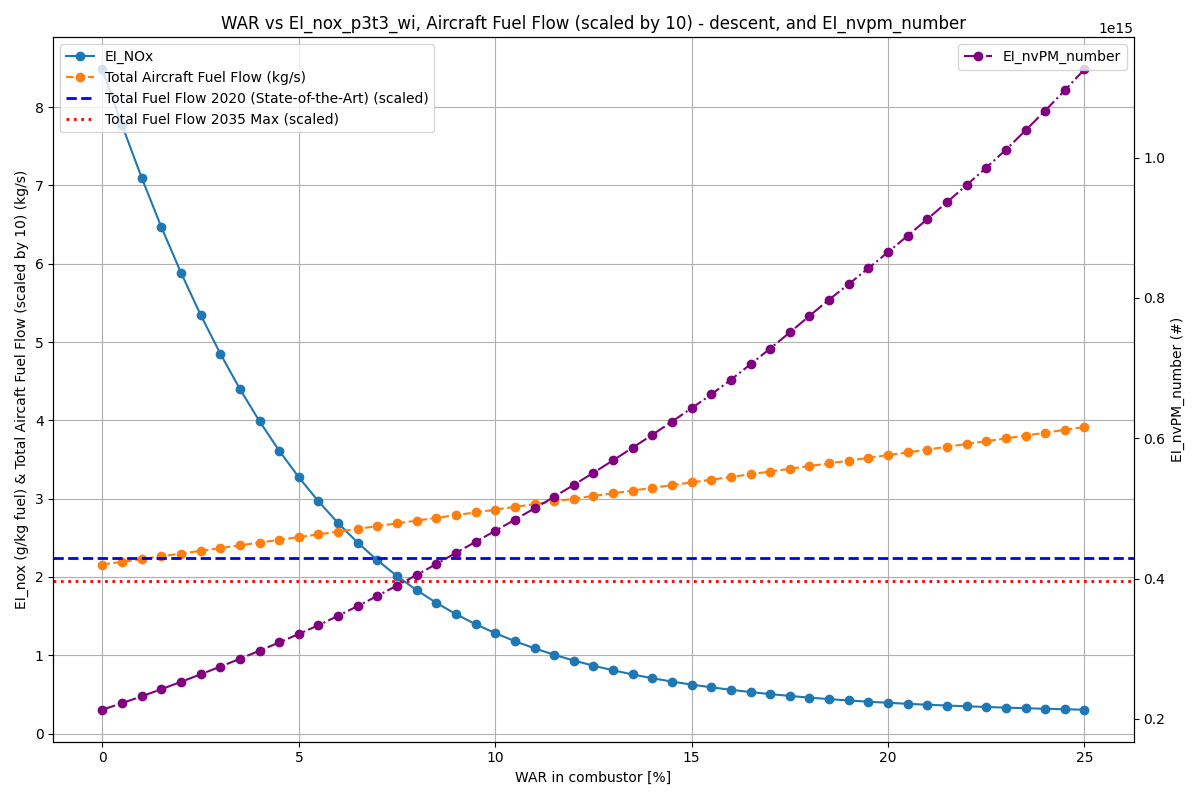 WAR vs EI_nox_p3t3_wi, Aircraft Fuel Flow (scaled by 10) - descent, and EI_nvpm_number
1e15
EI_NOx
Total Aircraft Fuel Flow (kg/s)
Total Fuel Flow 2020 (State-of-the-Art) (scaled)
Total Fuel Flow 2035 Max (scaled)
EI_nvPM_number
8
7
6
5
4
3
2
1
0
EI_nox (g/kg fuel) & Total Aircaft Fuel Flow (scaled by 10) (kg/s)
1.0
0.8
0.6
0.4
0.2
EI_nvPM_number (#)
0 5 10 15 20 25
WAR in combustor [%]